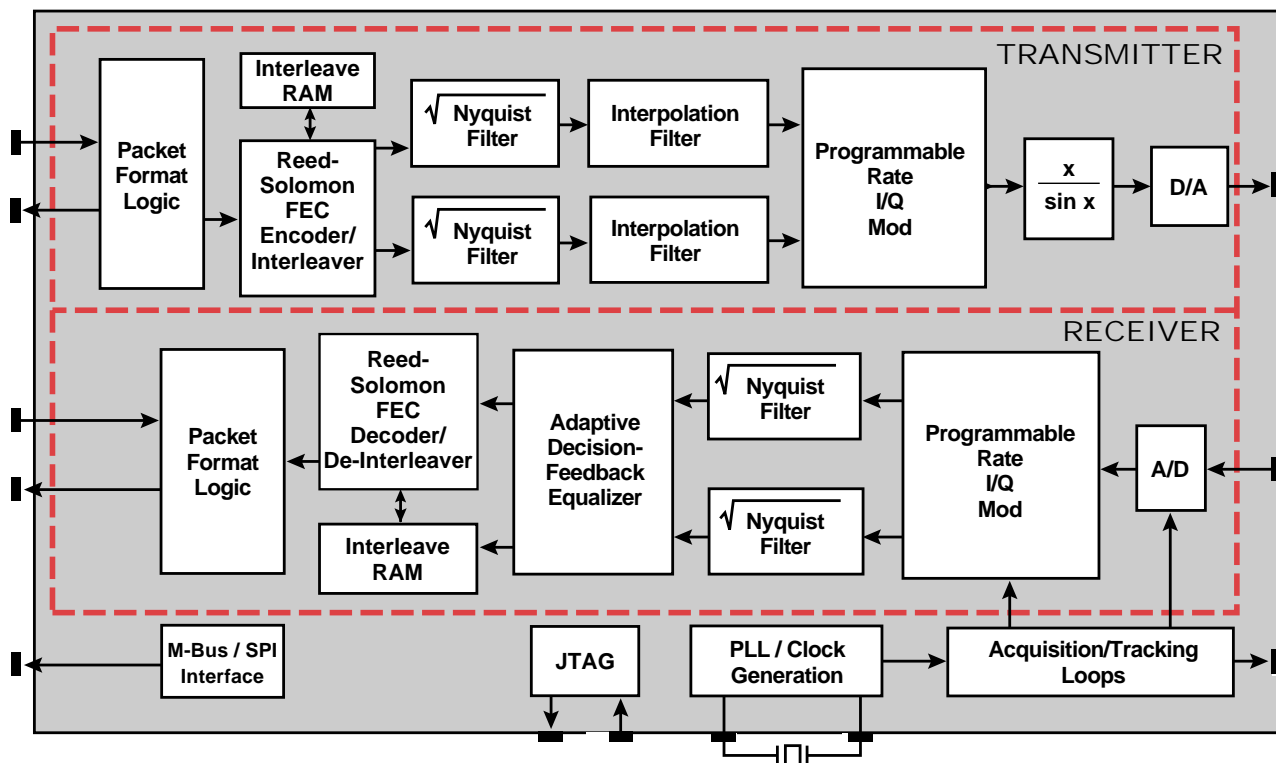 TRANSMITTER
Interleave
RAM
Packet
Format
Logic
Reed-
Solomon
FEC
Encoder/
Interleaver
√ Nyquist
Filter
Interpolation
Filter
√ Nyquist
Filter
Interpolation
Filter
Programmable
Rate
I/Q
Mod
x
sin x
D/A
RECEIVER
Packet
Format
Logic
Reed-
Solomon
FEC
Decoder/
De-Interleaver
Interleave
RAM
Adaptive
Decision-
Feedback
Equalizer
√ Nyquist
Filter
√ Nyquist
Filter
Programmable
Rate
I/Q
Mod
A/D
M-Bus / SPI
Interface
JTAG
PLL / Clock
Generation
Acquisition/Tracking
Loops